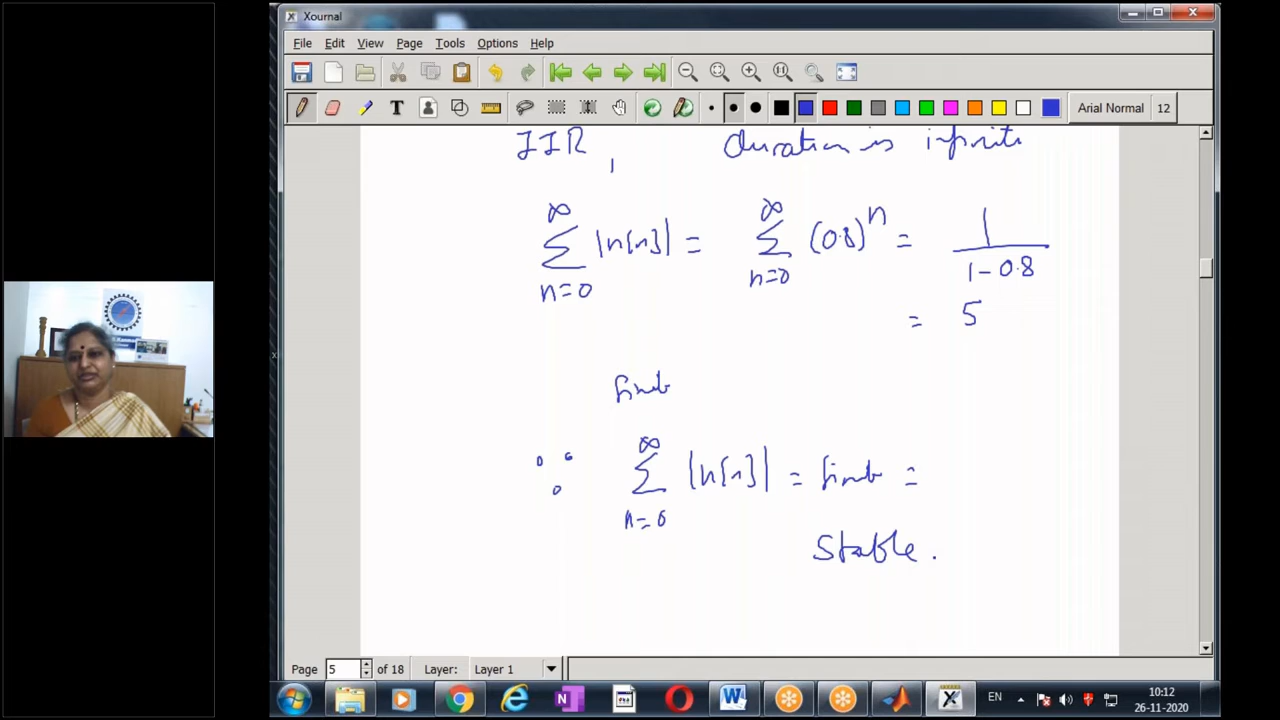 Xournal
File Edit View Page Tools Options Help
Arial Normal 12
IIR, duration is infinite
∞ ∑ n=0 |h[n]| = ∞ ∑ n=0 (0.8)^n = 1 / 1-0.8
= 5
finite
∵ ∞ ∑ n=0 |h[n]| = finite =
Stable.
Page 5 of 18 Layer: Layer 1
EN 10:12
26-11-2020